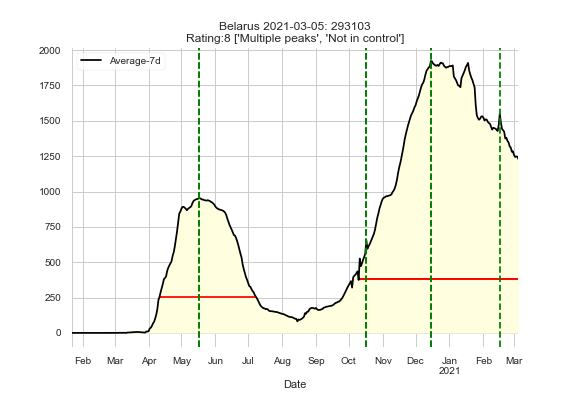 Belarus 2021-03-05: 293103
Rating:8 ['Multiple peaks', 'Not in control']
Average-7d
2000
1750
1500
1250
1000
750
500
250
0
Feb Mar Apr May Jun Jul Aug Sep Oct Nov Dec Jan Feb Mar
2021
Date